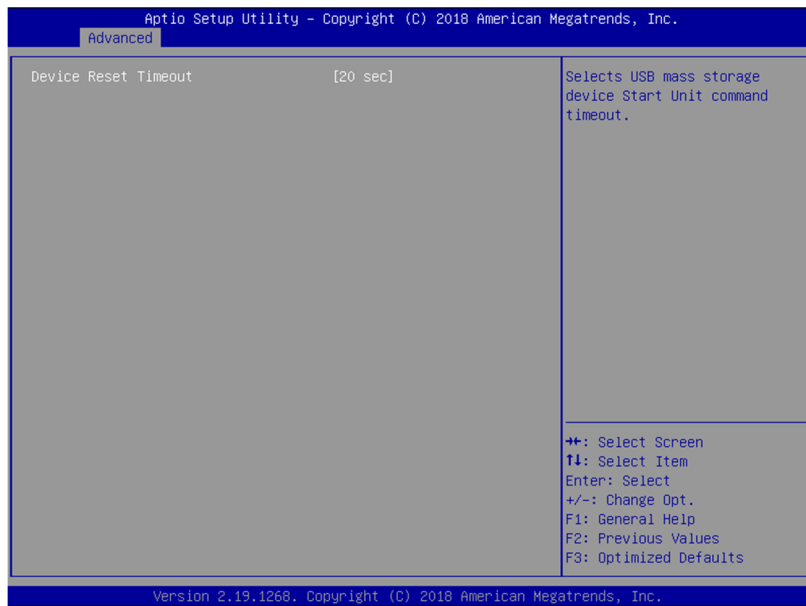 Aptio Setup Utility – Copyright (C) 2018 American Megatrends, Inc.
Advanced
Device Reset Timeout [20 sec]
Selects USB mass storage
device Start Unit command
timeout.
→←: Select Screen
↑↓: Select Item
Enter: Select
+/-: Change Opt.
F1: General Help
F2: Previous Values
F3: Optimized Defaults
Version 2.19.1268. Copyright (C) 2018 American Megatrends, Inc.